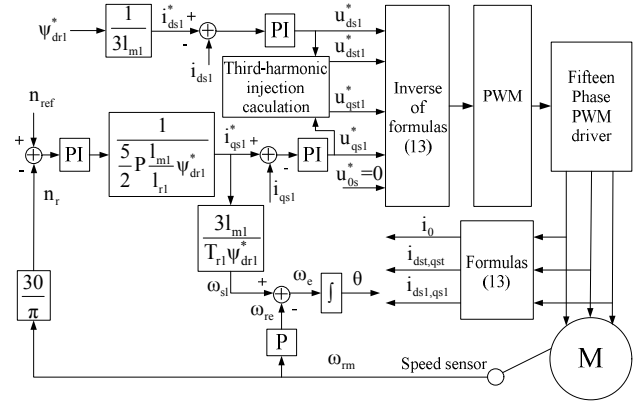 ψ*dr1
1
3lm1
i*ds1
+
-
ids1
PI
u*ds1
u*dst1
Third-harmonic
injection
caculation
u*qst1
nref
+
-
nr
PI
1
5
2
P
lm1
lr1
ψ*dr1
i*qs1
+
-
iqs1
PI
u*qs1
u*0s=0
Inverse
of
formulas
(13)
PWM
Fifteen
Phase
PWM
driver
3lm1
Tr1ψ*dr1
ωsl
+
-
ωre
ωe
∫
θ
i0
idst,qst
ids1,qs1
Formulas
(13)
30
π
P
ωrm
Speed sensor
M